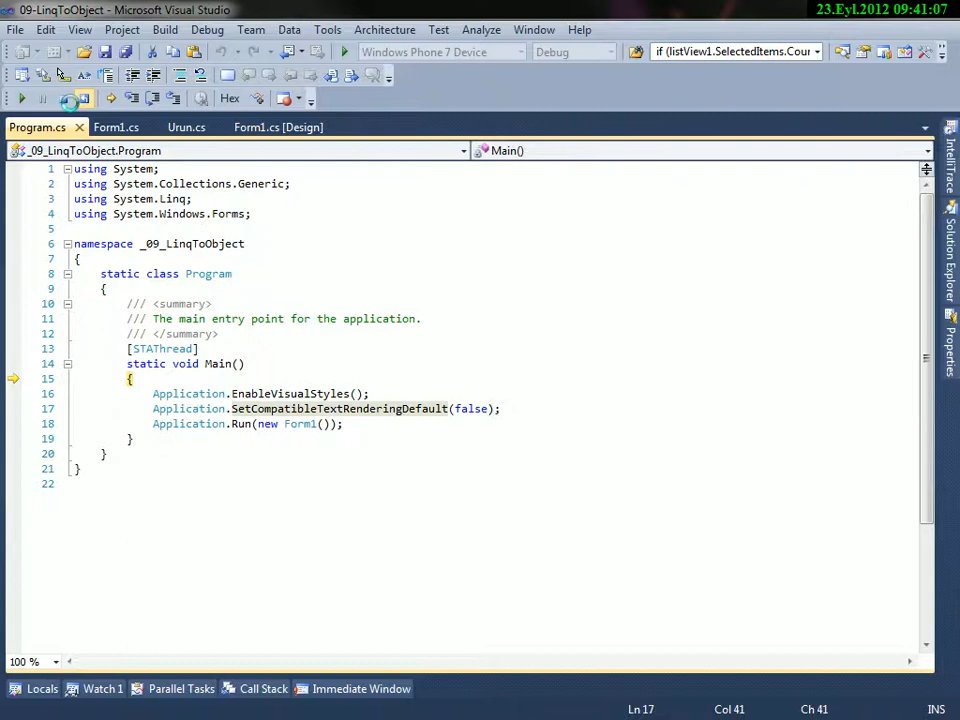 23.Eyl.2012 09:41:07
09-LinqToObject - Microsoft Visual Studio
File Edit View Project Build Debug Team Data Tools Architecture Test Analyze Window Help
Windows Phone 7 Device Debug if (listView1.SelectedItems.Cour
Hex
Program.cs Form1.cs Urun.cs Form1.cs [Design]
_09_LinqToObject.Program Main()
1 using System;
2 using System.Collections.Generic;
3 using System.Linq;
4 using System.Windows.Forms;
5
6 namespace _09_LinqToObject
7 {
8 static class Program
9 {
10 /// <summary>
11 /// The main entry point for the application.
12 /// </summary>
13 [STAThread]
14 static void Main()
15 {
16 Application.EnableVisualStyles();
17 Application.SetCompatibleTextRenderingDefault(false);
18 Application.Run(new Form1());
19 }
20 }
21 }
22
IntelliTrace
Solution Explorer
Properties
100 %
Locals Watch 1 Parallel Tasks Call Stack Immediate Window
Ln 17 Col 41 Ch 41 INS